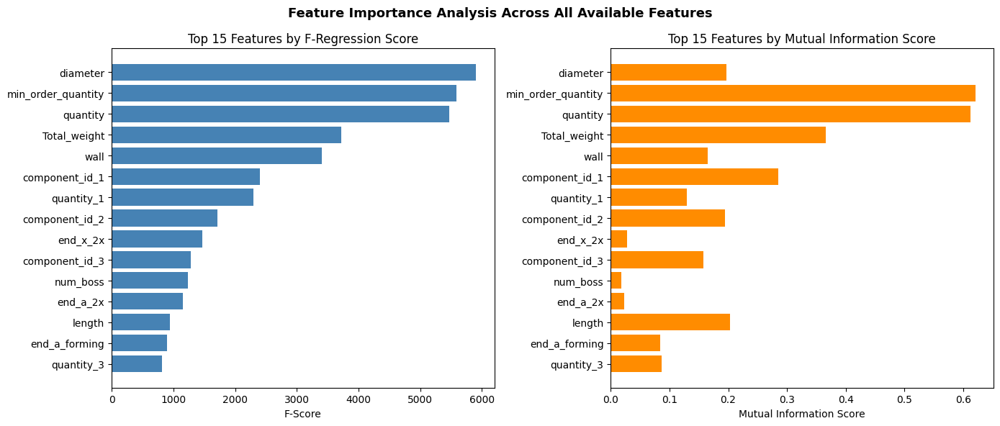 Feature Importance Analysis Across All Available Features
Top 15 Features by F-Regression Score
diameter
min_order_quantity
quantity
Total_weight
wall
component_id_1
quantity_1
component_id_2
end_x_2x
component_id_3
num_boss
end_a_2x
length
end_a_forming
quantity_3
0 1000 2000 3000 4000 5000 6000
F-Score
Top 15 Features by Mutual Information Score
diameter
min_order_quantity
quantity
Total_weight
wall
component_id_1
quantity_1
component_id_2
end_x_2x
component_id_3
num_boss
end_a_2x
length
end_a_forming
quantity_3
0.0 0.1 0.2 0.3 0.4 0.5 0.6
Mutual Information Score